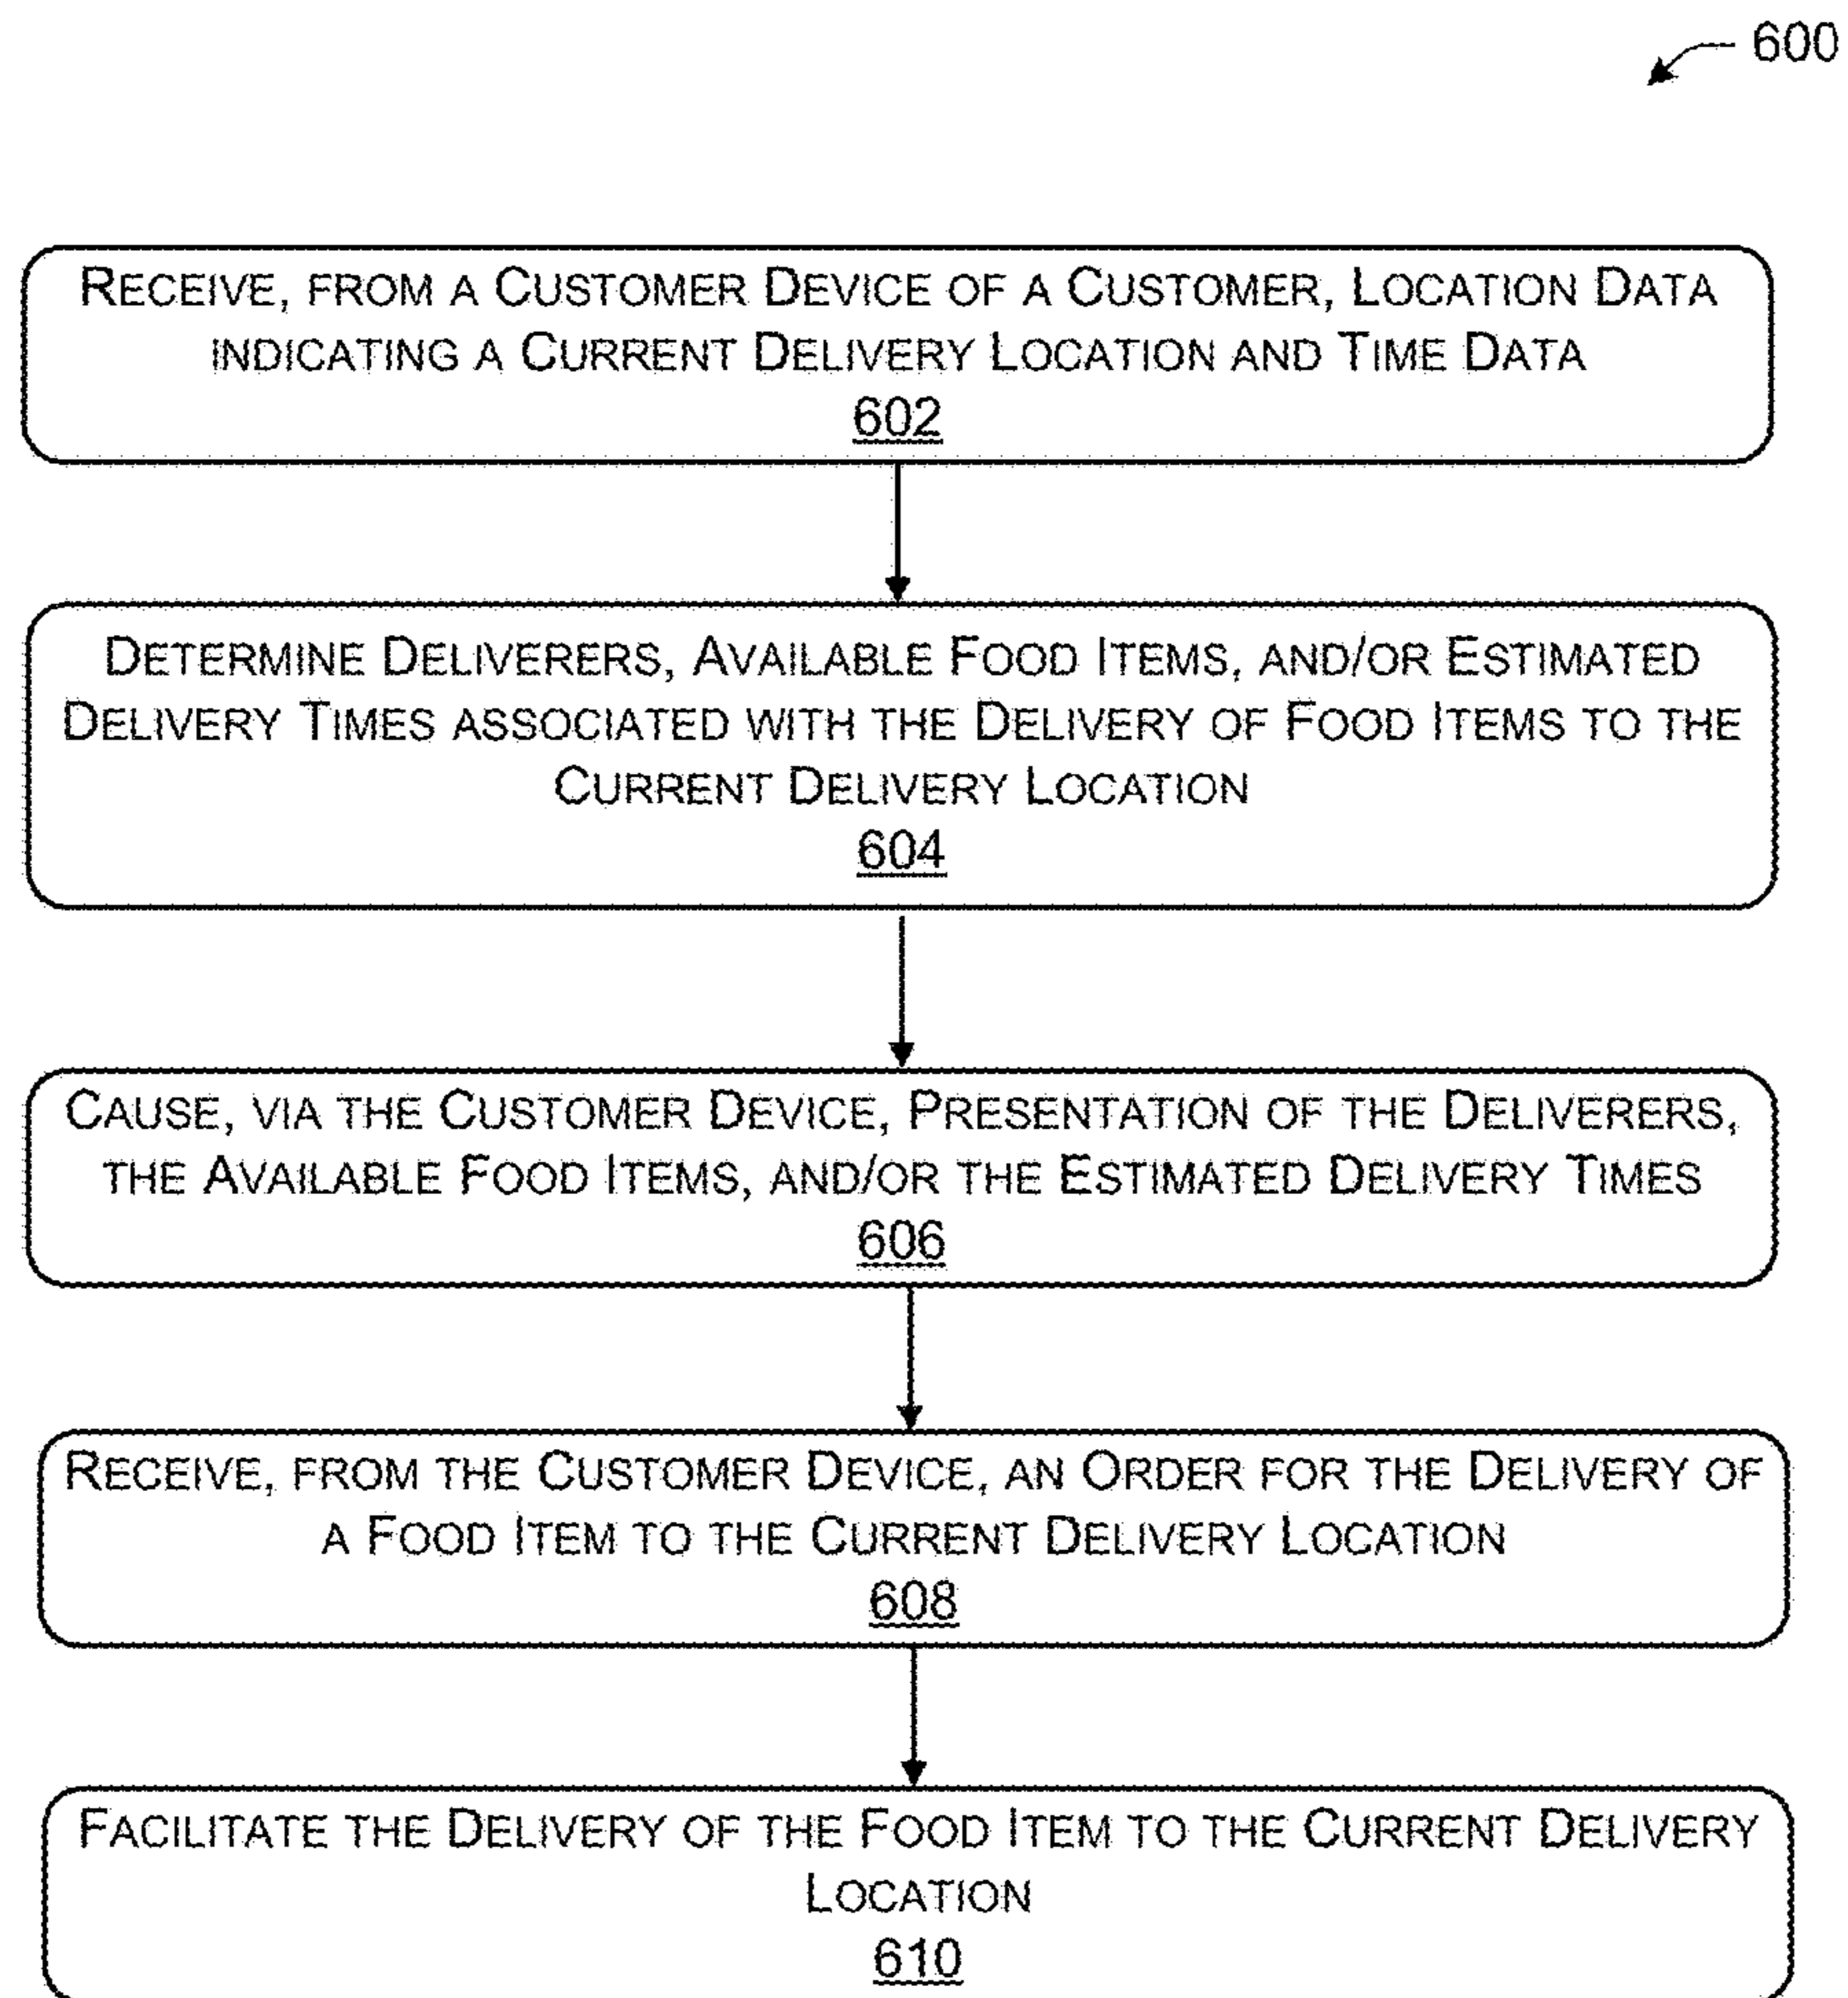 600
RECEIVE, FROM A CUSTOMER DEVICE OF A CUSTOMER, LOCATION DATA
INDICATING A CURRENT DELIVERY LOCATION AND TIME DATA
602
DETERMINE DELIVERERS, AVAILABLE FOOD ITEMS, AND/OR ESTIMATED
DELIVERY TIMES ASSOCIATED WITH THE DELIVERY OF FOOD ITEMS TO THE
CURRENT DELIVERY LOCATION
604
CAUSE, VIA THE CUSTOMER DEVICE, PRESENTATION OF THE DELIVERERS,
THE AVAILABLE FOOD ITEMS, AND/OR THE ESTIMATED DELIVERY TIMES
606
RECEIVE, FROM THE CUSTOMER DEVICE, AN ORDER FOR THE DELIVERY OF
A FOOD ITEM TO THE CURRENT DELIVERY LOCATION
608
FACILITATE THE DELIVERY OF THE FOOD ITEM TO THE CURRENT DELIVERY
LOCATION
610